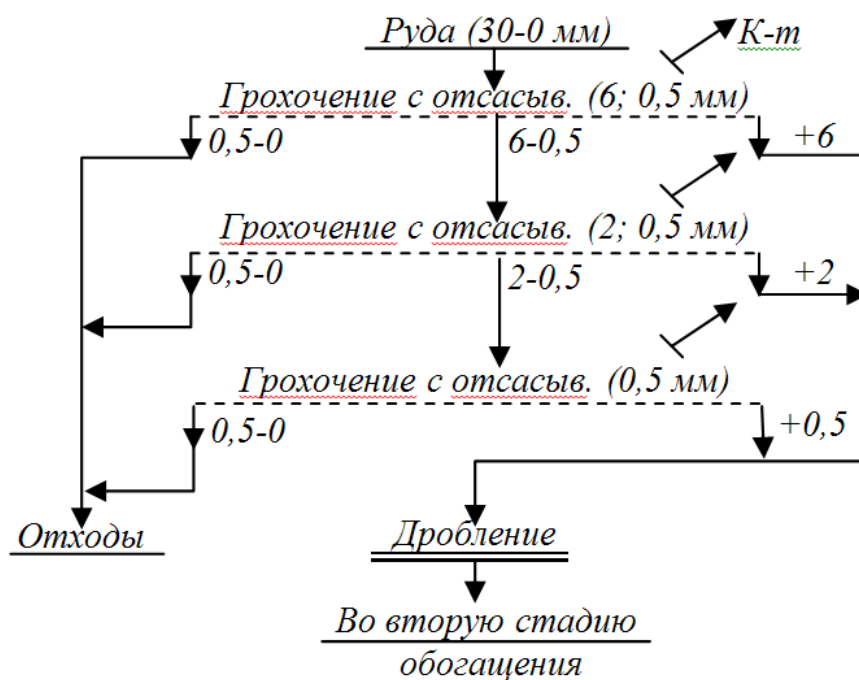 Руда (30-0 мм)
К-т
Грохочение с отсасыв. (6; 0,5 мм)
0,5-0
6-0,5
+6
Грохочение с отсасыв. (2; 0,5 мм)
0,5-0
2-0,5
+2
Грохочение с отсасыв. (0,5 мм)
0,5-0
+0,5
Отходы
Дробление
Во вторую стадию
обогащения